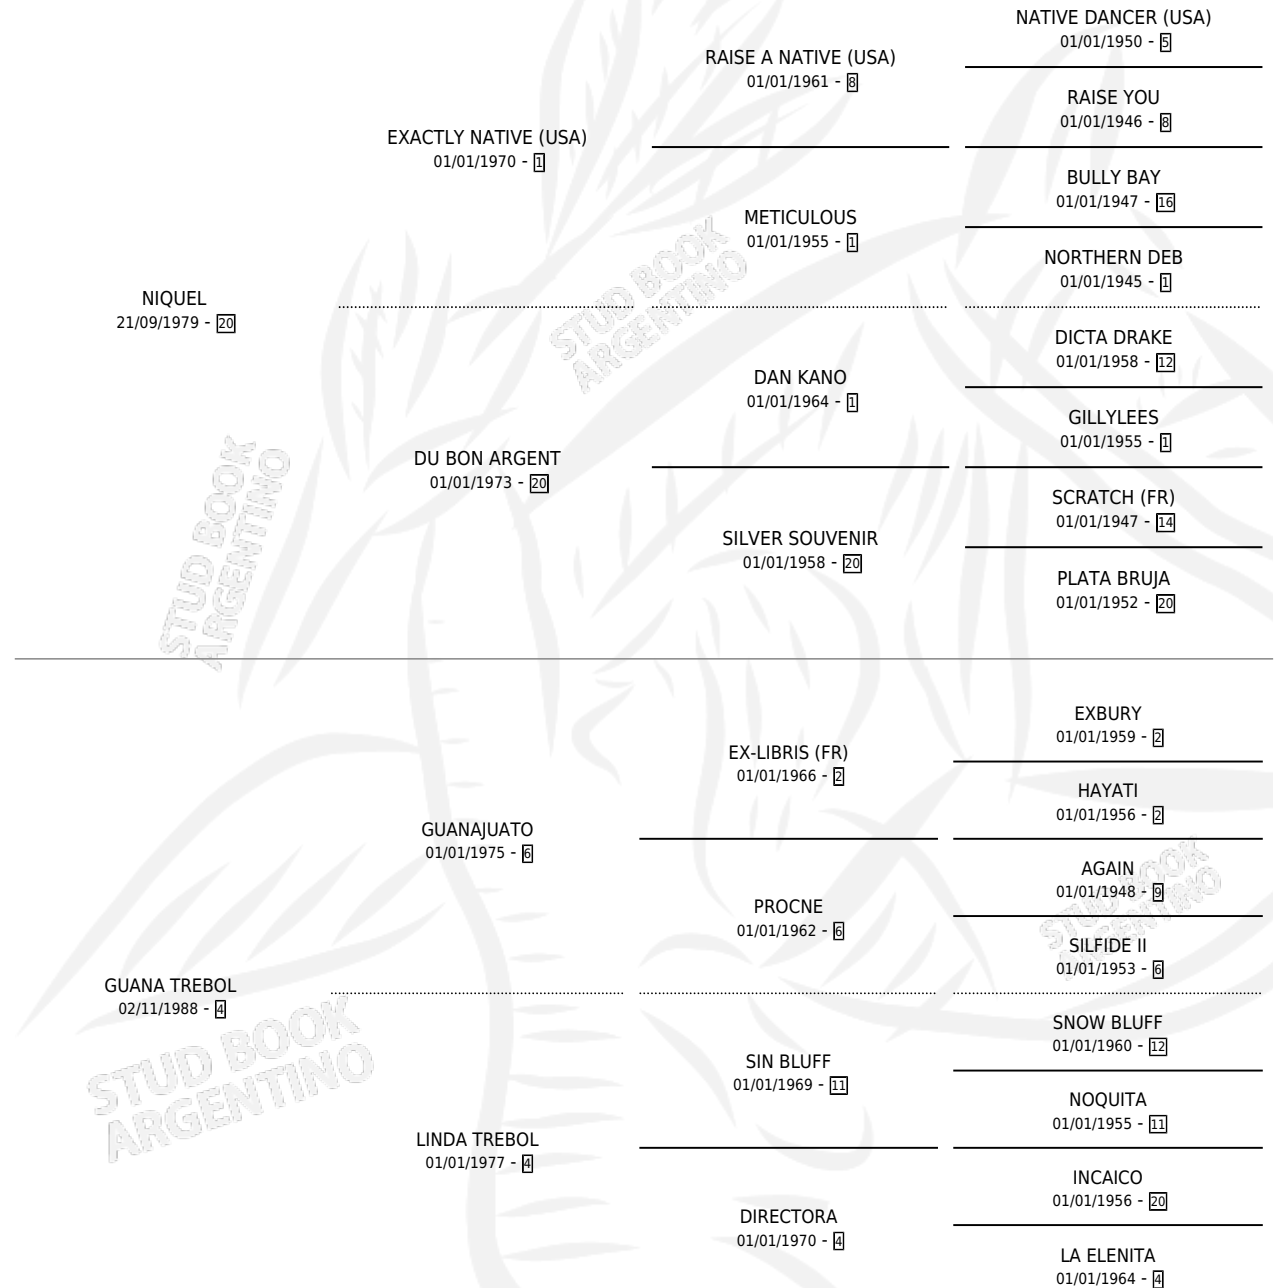 NATIVE DANCER (USA)
01/01/1950 - 5
RAISE A NATIVE (USA)
01/01/1961 - 8
RAISE YOU
01/01/1946 - 8
EXACTLY NATIVE (USA)
01/01/1970 - 1
BULLY BAY
01/01/1947 - 16
METICULOUS
01/01/1955 - 1
NORTHERN DEB
01/01/1945 - 1
NIQUEL
21/09/1979 - 20
DICTA DRAKE
01/01/1958 - 12
DAN KANO
01/01/1964 - 1
GILLYLEES
01/01/1955 - 1
DU BON ARGENT
01/01/1973 - 20
SCRATCH (FR)
01/01/1947 - 14
SILVER SOUVENIR
01/01/1958 - 20
PLATA BRUJA
01/01/1952 - 20
EXBURY
01/01/1959 - 2
EX-LIBRIS (FR)
01/01/1966 - 2
HAYATI
01/01/1956 - 2
GUANAJUATO
01/01/1975 - 6
AGAIN
01/01/1948 - 9
PROCNE
01/01/1962 - 6
SILFIDE II
01/01/1953 - 6
GUANA TREBOL
02/11/1988 - 4
SNOW BLUFF
01/01/1960 - 12
SIN BLUFF
01/01/1969 - 11
NOQUITA
01/01/1955 - 11
LINDA TREBOL
01/01/1977 - 4
INCAICO
01/01/1956 - 20
DIRECTORA
01/01/1970 - 4
LA ELENITA
01/01/1964 - 4
STUD BOOK
ARGENTINO
STUD BOOK
ARGENTINO
STUD BOOK
ARGENTINO
STUD BOOK
ARGENTINO